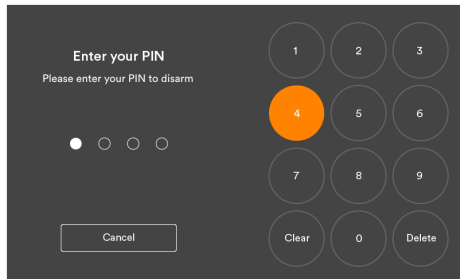 Enter your PIN
Please enter your PIN to disarm
Cancel
1 2 3
4 5 6
7 8 9
Clear 0 Delete